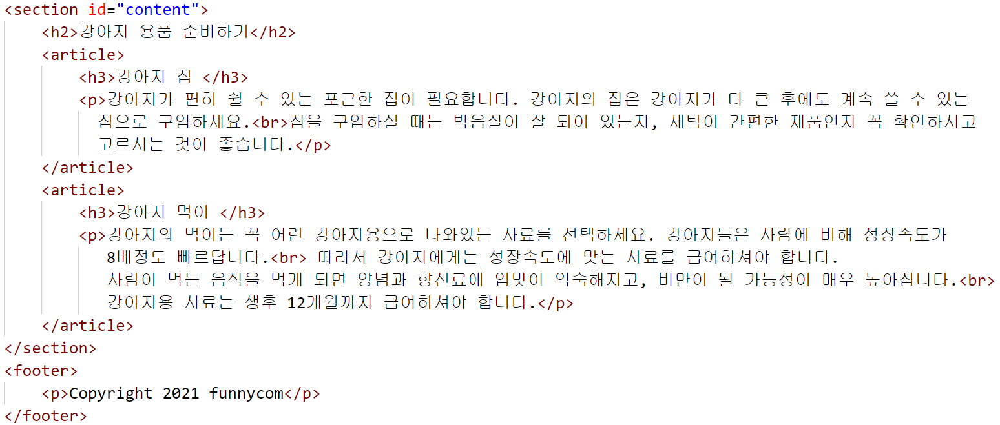 <section id="content">
<h2>강아지 용품 준비하기</h2>
<article>
<h3>강아지 집 </h3>
<p>강아지가 편히 쉴 수 있는 포근한 집이 필요합니다. 강아지의 집은 강아지가 다 큰 후에도 계속 쓸 수 있는
집으로 구입하세요.<br>집을 구입하실 때는 박음질이 잘 되어 있는지, 세탁이 간편한 제품인지 꼭 확인하시고
고르시는 것이 좋습니다.</p>
</article>
<article>
<h3>강아지 먹이 </h3>
<p>강아지의 먹이는 꼭 어린 강아지용으로 나와있는 사료를 선택하세요. 강아지들은 사람에 비해 성장속도가
8배정도 빠르답니다.<br> 따라서 강아지에게는 성장속도에 맞는 사료를 급여하셔야 합니다.
사람이 먹는 음식을 먹게 되면 양념과 향신료에 입맛이 익숙해지고, 비만이 될 가능성이 매우 높아집니다.<br>
강아지용 사료는 생후 12개월까지 급여하셔야 합니다.</p>
</article>
</section>
<footer>
<p>Copyright 2021 funnycom</p>
</footer>